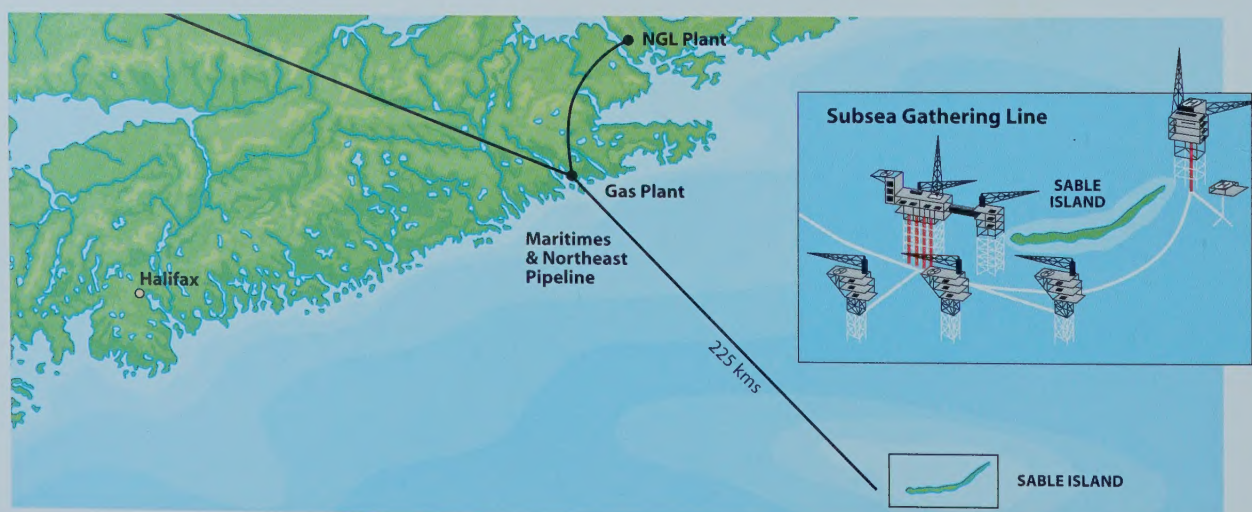 NGL Plant
Subsea Gathering Line
SABLE
ISLAND
Gas Plant
Maritimes
& Northeast
Pipeline
Halifax
225 kms
SABLE ISLAND